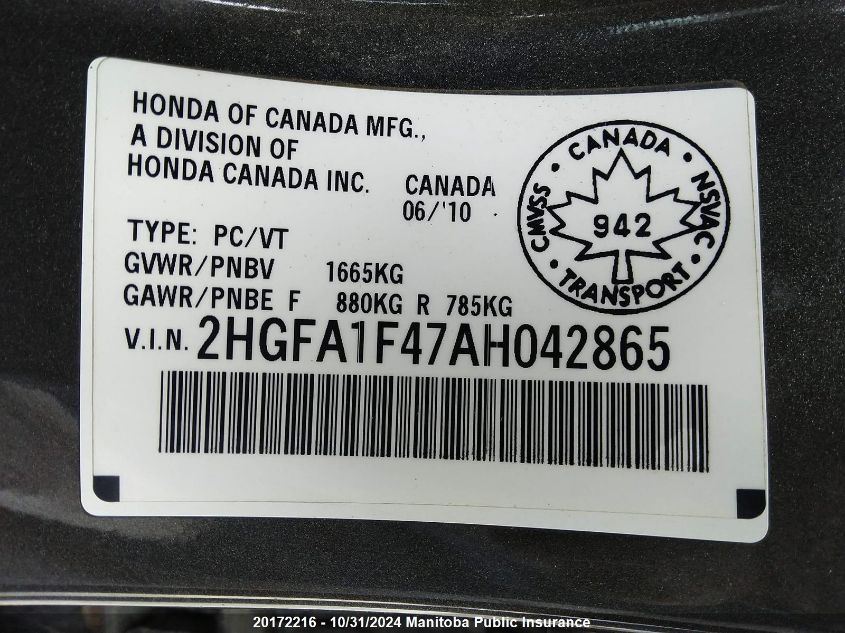 HONDA OF CANADA MFG.,
A DIVISION OF
HONDA CANADA INC. CANADA
06/'10
TYPE: PC/VT
GVWR/PNBV 1665KG
GAWR/PNBE F 880KG R 785KG
V.I.N. 2HGFA1F47AH042865
CANADA • NSVAC • TRANSPORT • CMVSS •
942
20172216 - 10/31/2024 Manitoba Public Insurance